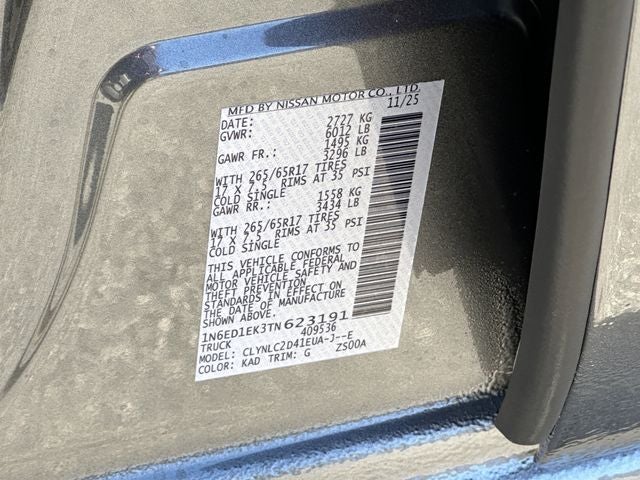 MFD BY NISSAN MOTOR CO., LTD.
DATE: 11/25
GVWR: 2727 KG
6012 LB
GAWR FR.: 1495 KG
3296 LB
WITH 265/65R17 TIRES
17 X 7.5 RIMS AT 35 PSI
COLD SINGLE
GAWR RR.: 1558 KG
3434 LB
WITH 265/65R17 TIRES
17 X 7.5 RIMS AT 35 PSI
COLD SINGLE
THIS VEHICLE CONFORMS TO
ALL APPLICABLE FEDERAL
MOTOR VEHICLE SAFETY AND
THEFT PREVENTION
STANDARDS IN EFFECT ON
THE DATE OF MANUFACTURE
SHOWN ABOVE.
1N6ED1EK3TN623191
TRUCK 409536
MODEL: CLYNLC2D41EUA-J--E
COLOR: KAD TRIM: G ZS00A